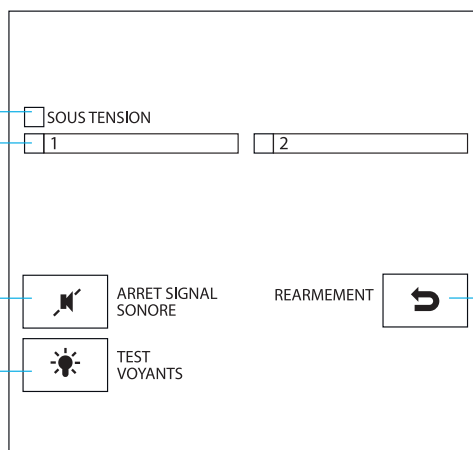 SOUS TENSION
1
2
ARRET SIGNAL
SONORE
REARMEMENT
TEST
VOYANTS